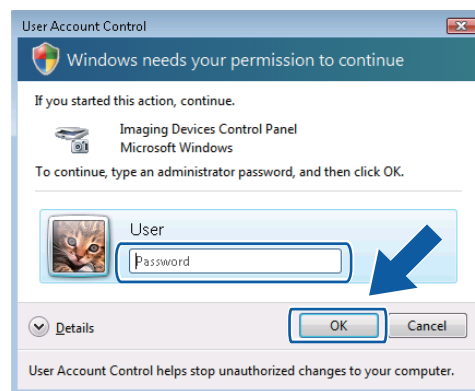 User Account Control
Windows needs your permission to continue
If you started this action, continue.
Imaging Devices Control Panel
Microsoft Windows
To continue, type an administrator password, and then click OK.
User
Password
Details
OK
Cancel
User Account Control helps stop unauthorized changes to your computer.